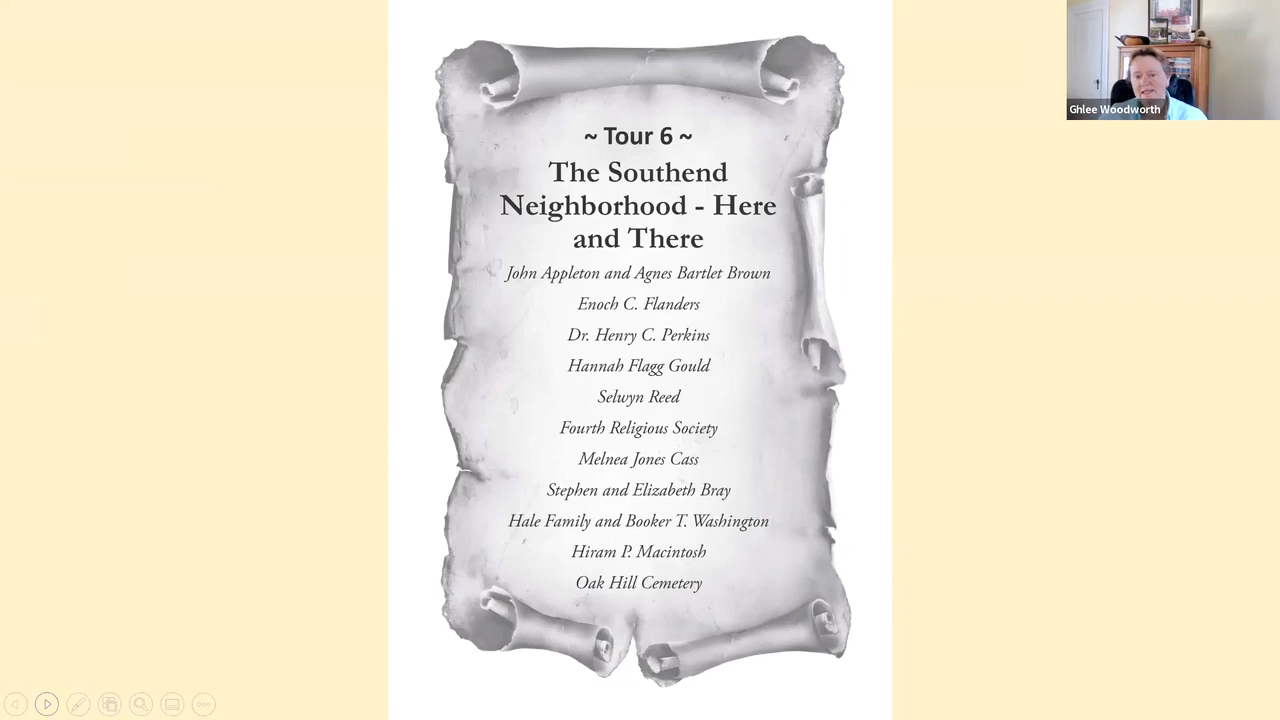 ~ Tour 6 ~
The Southend
Neighborhood - Here
and There
John Appleton and Agnes Bartlet Brown
Enoch C. Flanders
Dr. Henry C. Perkins
Hannah Flagg Gould
Selwyn Reed
Fourth Religious Society
Melnea Jones Cass
Stephen and Elizabeth Bray
Hale Family and Booker T. Washington
Hiram P. Macintosh
Oak Hill Cemetery
Ghlee Woodworth